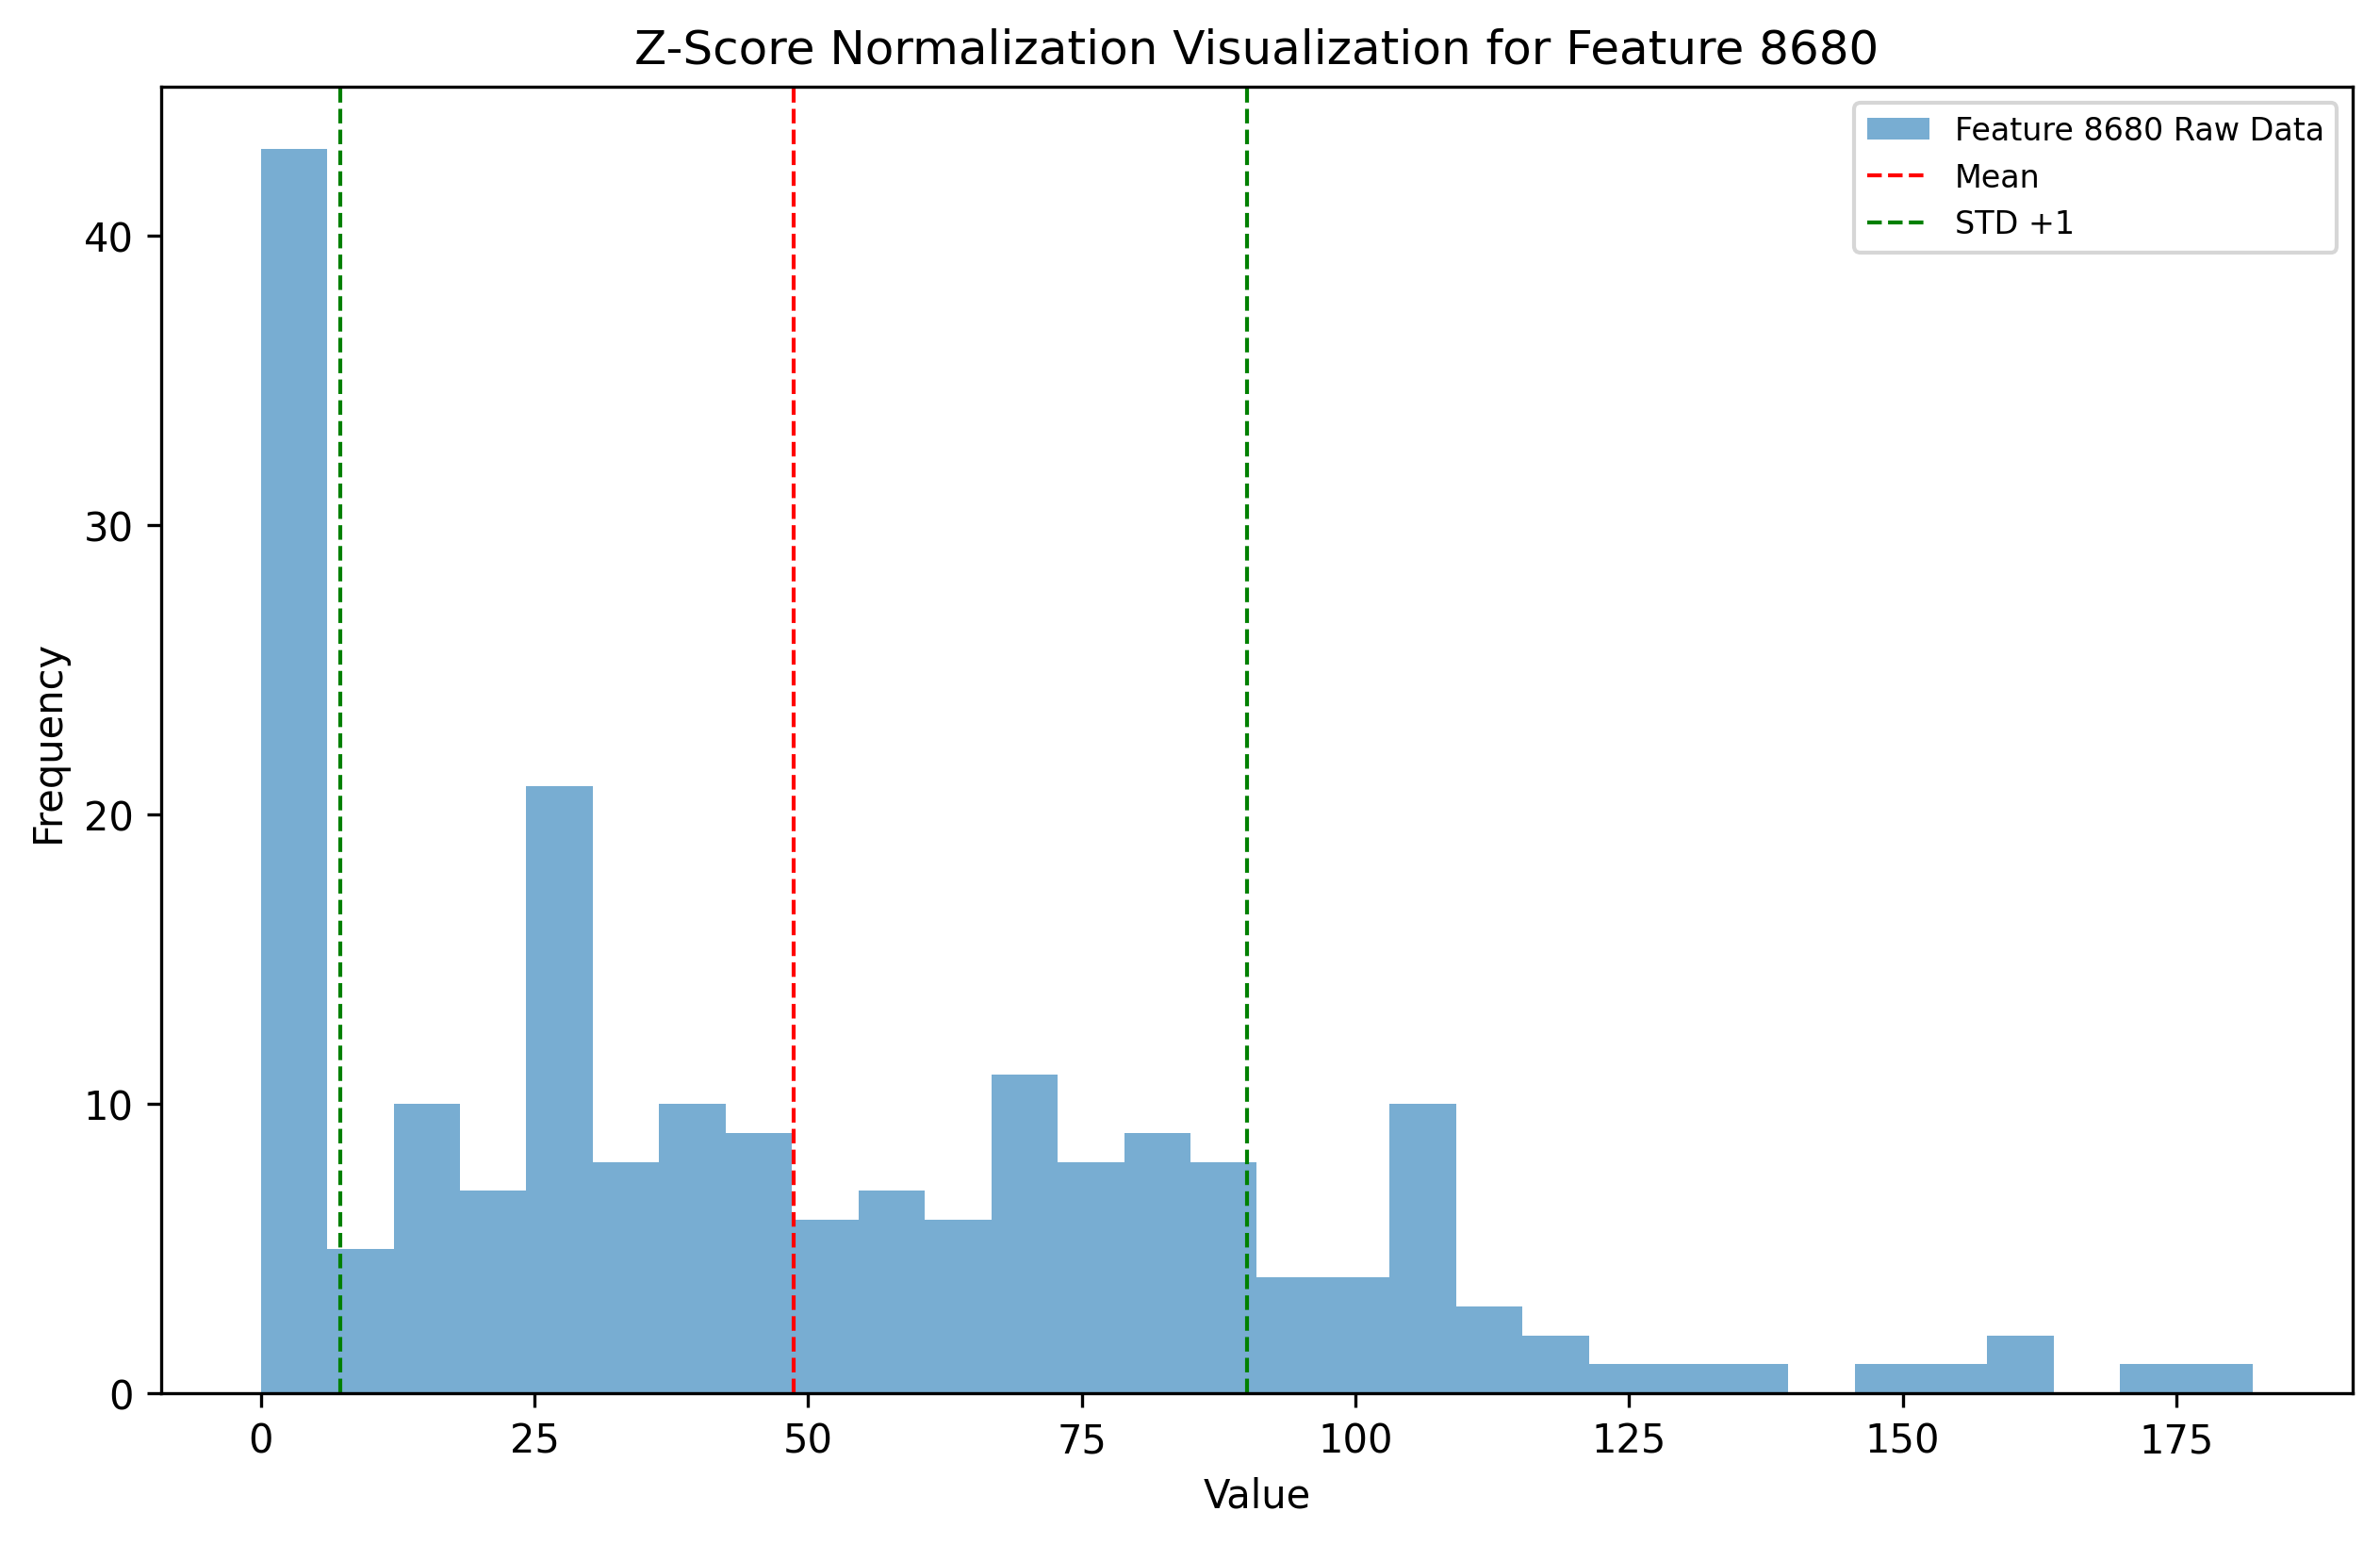 Z-Score Normalization Visualization for Feature 8680
Feature 8680 Raw Data
Mean
STD +1
Frequency
40
30
20
10
0
0 25 50 75 100 125 150 175
Value